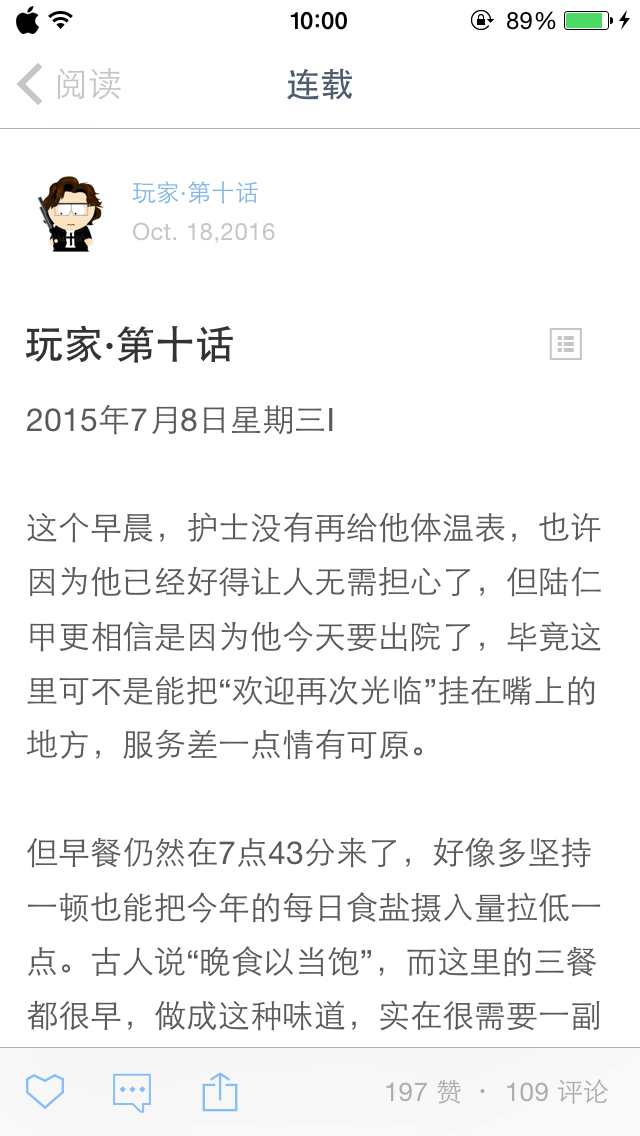 10:00
89%
阅读
连载
玩家·第十话
Oct. 18,2016
玩家·第十话
2015年7月8日星期三I
这个早晨，护士没有再给他体温表，也许
因为他已经好得让人无需担心了，但陆仁
甲更相信是因为他今天要出院了，毕竟这
里可不是能把“欢迎再次光临”挂在嘴上的
地方，服务差一点情有可原。
但早餐仍然在7点43分来了，好像多坚持
一顿也能把今年的每日食盐摄入量拉低一
点。古人说“晚食以当饱”，而这里的三餐
都很早，做成这种味道，实在很需要一副
197 赞 · 109 评论